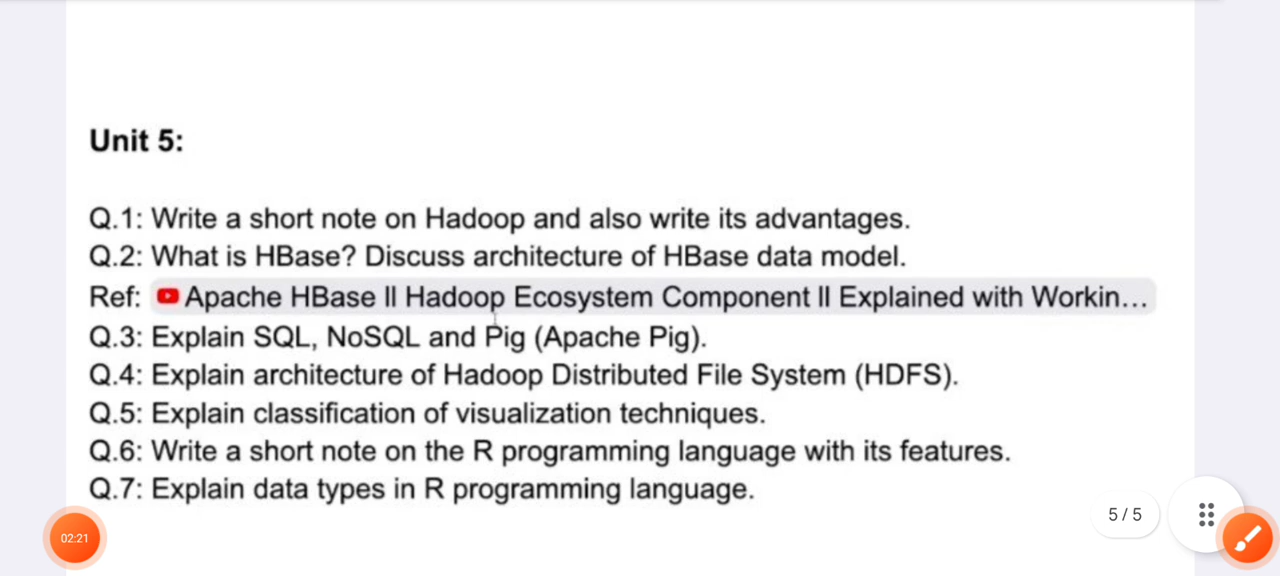 Unit 5:
Q.1: Write a short note on Hadoop and also write its advantages.
Q.2: What is HBase? Discuss architecture of HBase data model.
Ref: Apache HBase II Hadoop Ecosystem Component II Explained with Workin...
Q.3: Explain SQL, NoSQL and Pig (Apache Pig).
Q.4: Explain architecture of Hadoop Distributed File System (HDFS).
Q.5: Explain classification of visualization techniques.
Q.6: Write a short note on the R programming language with its features.
Q.7: Explain data types in R programming language.
5 / 5
02:21